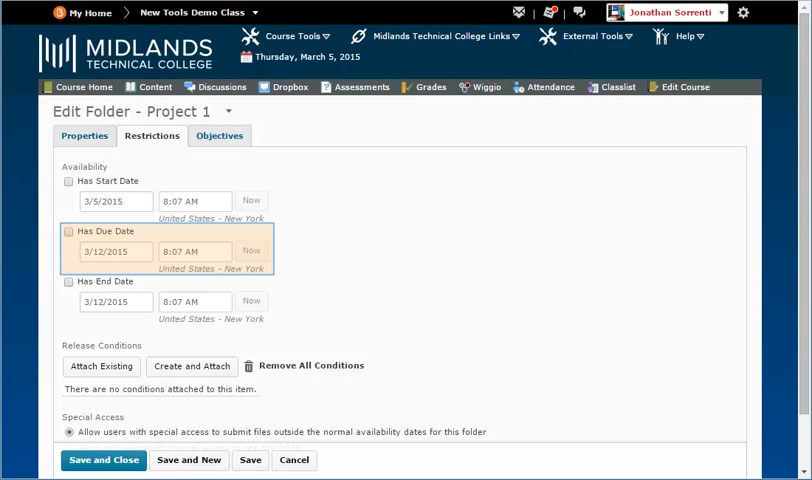 My Home New Tools Demo Class Jonathan Sorrenti
MIDLANDS
TECHNICAL COLLEGE
Course Tools Midlands Technical College Links External Tools Help
Thursday, March 5, 2015
Course Home Content Discussions Dropbox Assessments Grades Wiggio Attendance Classlist Edit Course
Edit Folder - Project 1
Properties Restrictions Objectives
Availability
Has Start Date
3/5/2015 8:07 AM Now
United States - New York
Has Due Date
3/12/2015 8:07 AM Now
United States - New York
Has End Date
3/12/2015 8:07 AM Now
United States - New York
Release Conditions
Attach Existing Create and Attach Remove All Conditions
There are no conditions attached to this item.
Special Access
Allow users with special access to submit files outside the normal availability dates for this folder
Save and Close Save and New Save Cancel